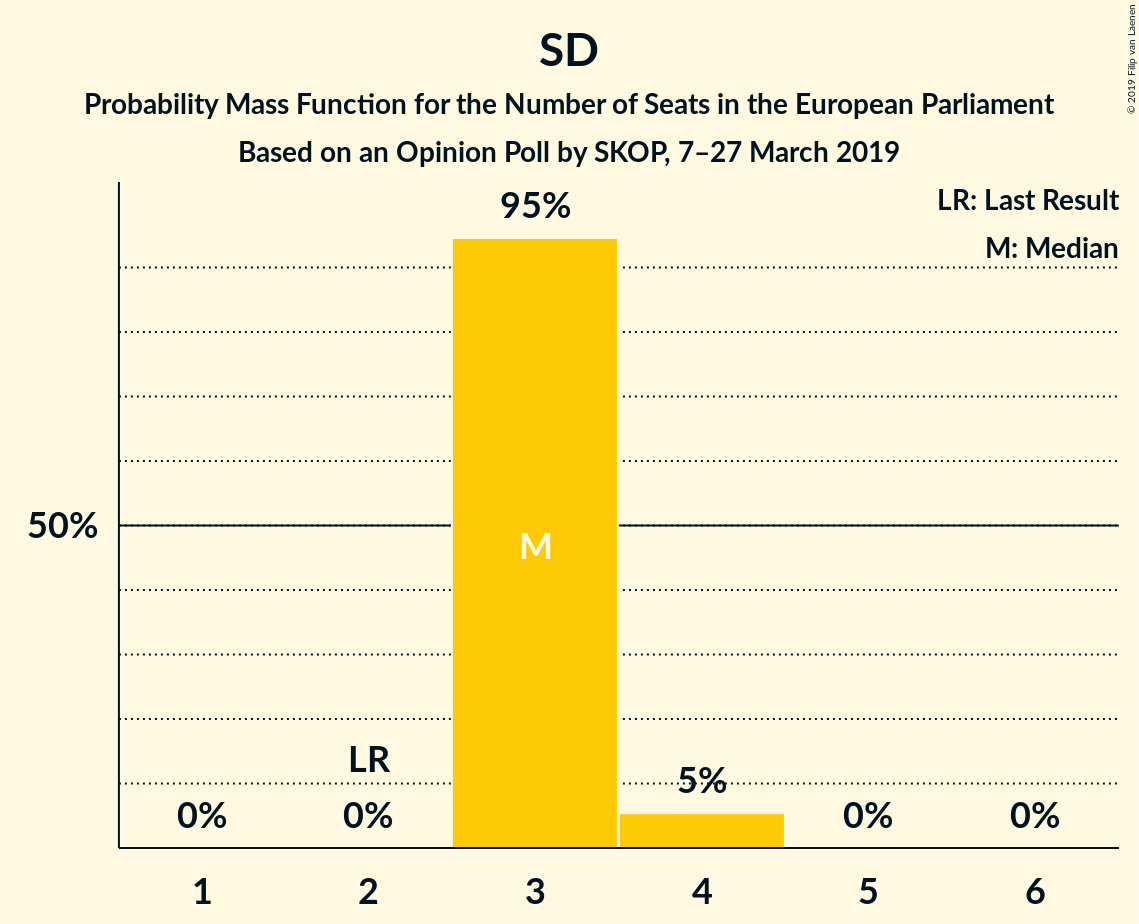 SD
Probability Mass Function for the Number of Seats in the European Parliament
Based on an Opinion Poll by SKOP, 7–27 March 2019
© 2019 Filip van Laenen
LR: Last Result
M: Median
95%
50%
M
LR
5%
0%
0%
0%
0%
1
2
3
4
5
6